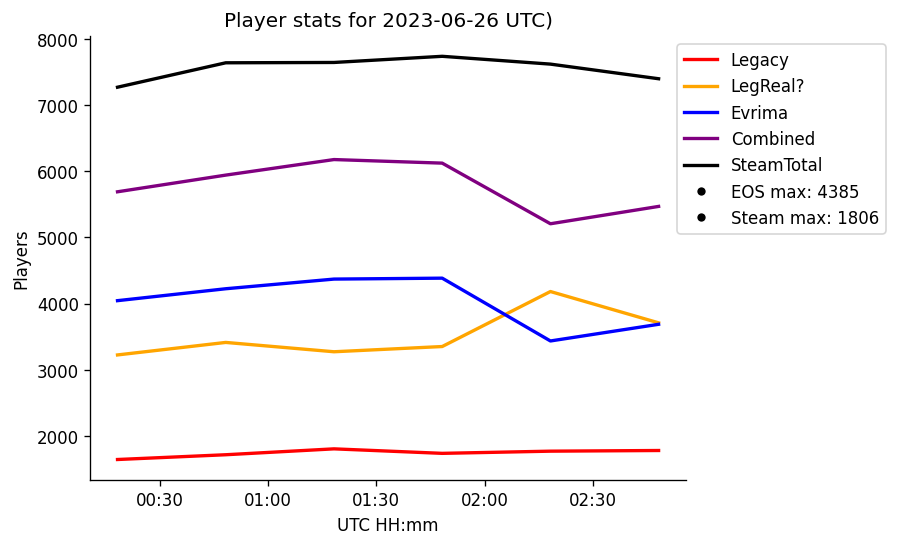 Player stats for 2023-06-26 UTC)
8000
7000
6000
5000
4000
3000
2000
Players
00:30 01:00 01:30 02:00 02:30
UTC HH:mm
Legacy
LegReal?
Evrima
Combined
SteamTotal
EOS max: 4385
Steam max: 1806